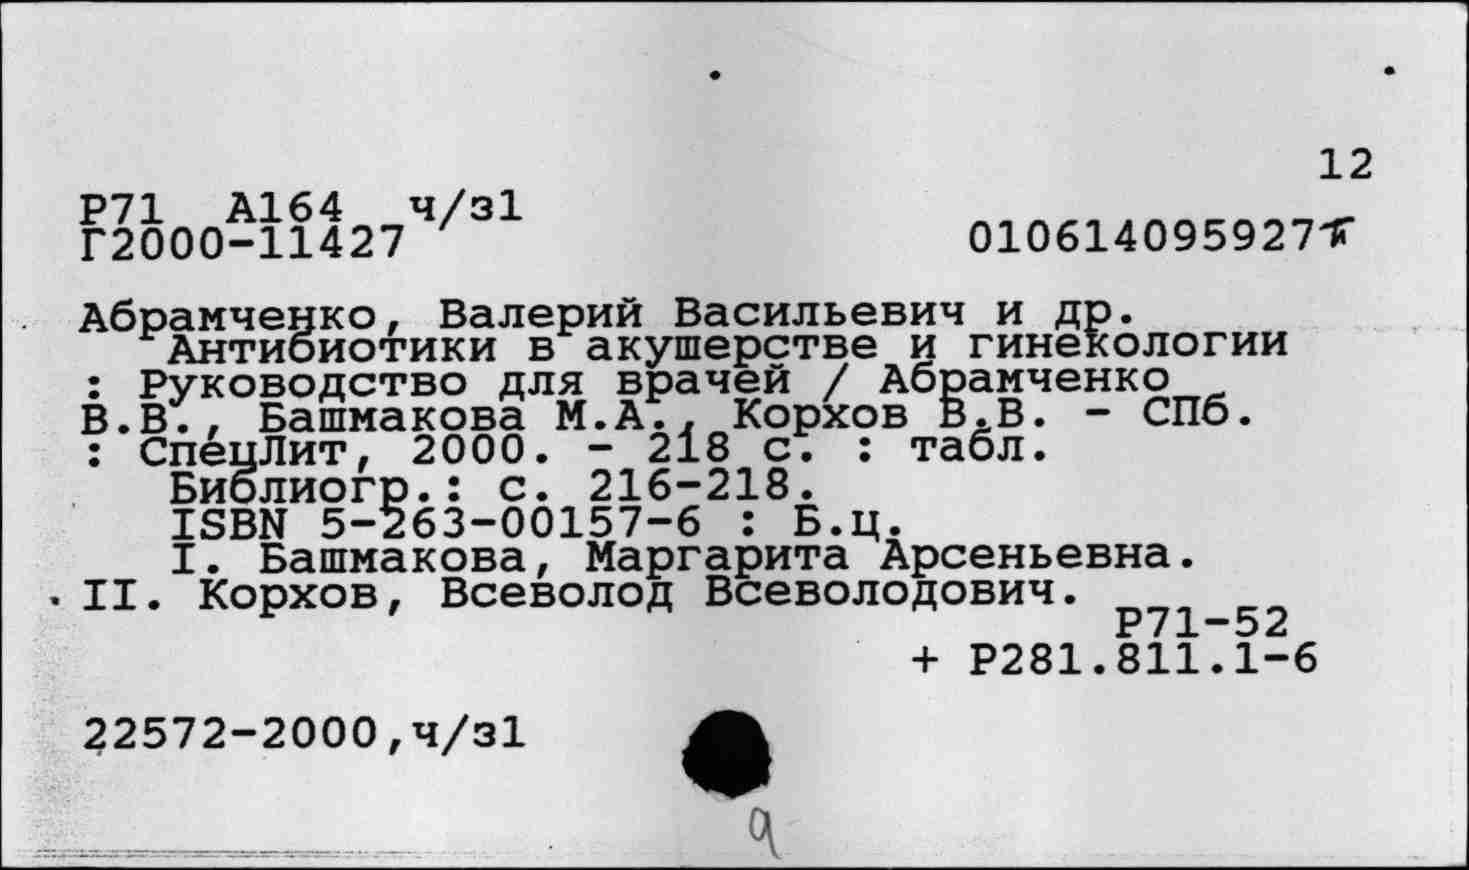 12
Р71 А164 ч/з1
Г2000-11427
010614095927
Абрамченко, Валерий Васильевич и др.
Антибиотики в акушерстве и гинекологии
: Руководство для врачей / Абрамченко
В.В., Башмакова М.А., Корхов В.В. - СПб.
: СпецЛит, 2000. - 218 с. : табл.
Библиогр.: с. 216-218.
ISBN 5-263-00157-6 : Б.ц.
I. Башмакова, Маргарита Арсеньевна.
II. Корхов, Всеволод Всеволодович.
Р71-52
+ Р281.811.1-6
22572-2000,ч/з1